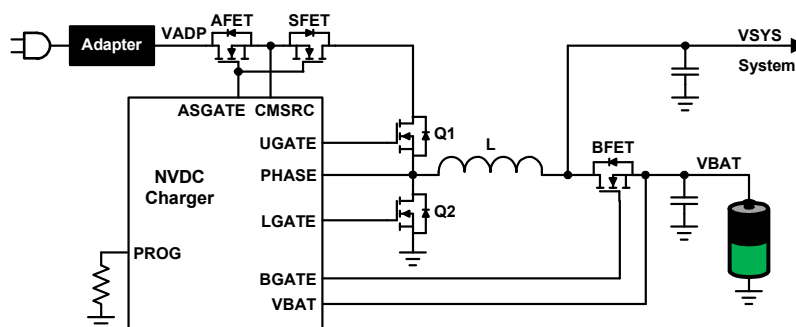 AFET
SFET
VADP
Adapter
VSYS
System
ASGATE
CMSRC
UGATE
Q1
NVDC
Charger
PHASE
L
BFET
VBAT
LGATE
Q2
PROG
BGATE
VBAT